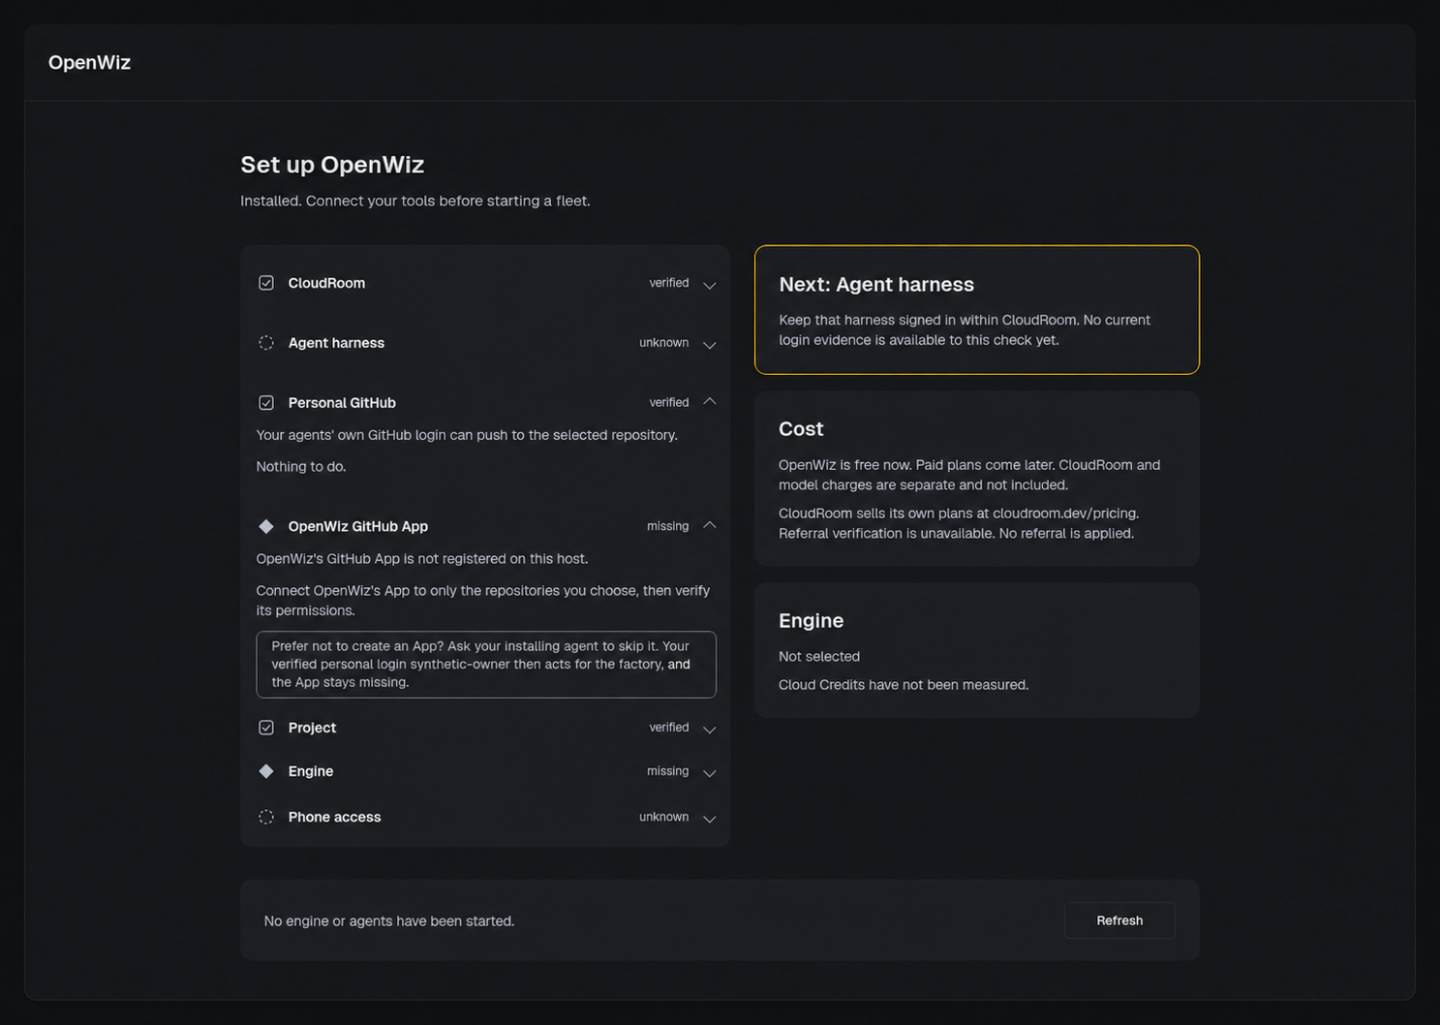 OpenWiz
Set up OpenWiz
Installed. Connect your tools before starting a fleet.
CloudRoom
verified
Agent harness
unknown
Personal GitHub
verified
Your agents' own GitHub login can push to the selected repository.
Nothing to do.
OpenWiz GitHub App
missing
OpenWiz's GitHub App is not registered on this host.
Connect OpenWiz's App to only the repositories you choose, then verify
its permissions.
Prefer not to create an App? Ask your installing agent to skip it. Your
verified personal login synthetic-owner then acts for the factory, and
the App stays missing.
Project
verified
Engine
missing
Phone access
unknown
Next: Agent harness
Keep that harness signed in within CloudRoom. No current
login evidence is available to this check yet.
Cost
OpenWiz is free now. Paid plans come later. CloudRoom and
model charges are separate and not included.
CloudRoom sells its own plans at cloudroom.dev/pricing.
Referral verification is unavailable. No referral is applied.
Engine
Not selected
Cloud Credits have not been measured.
No engine or agents have been started.
Refresh